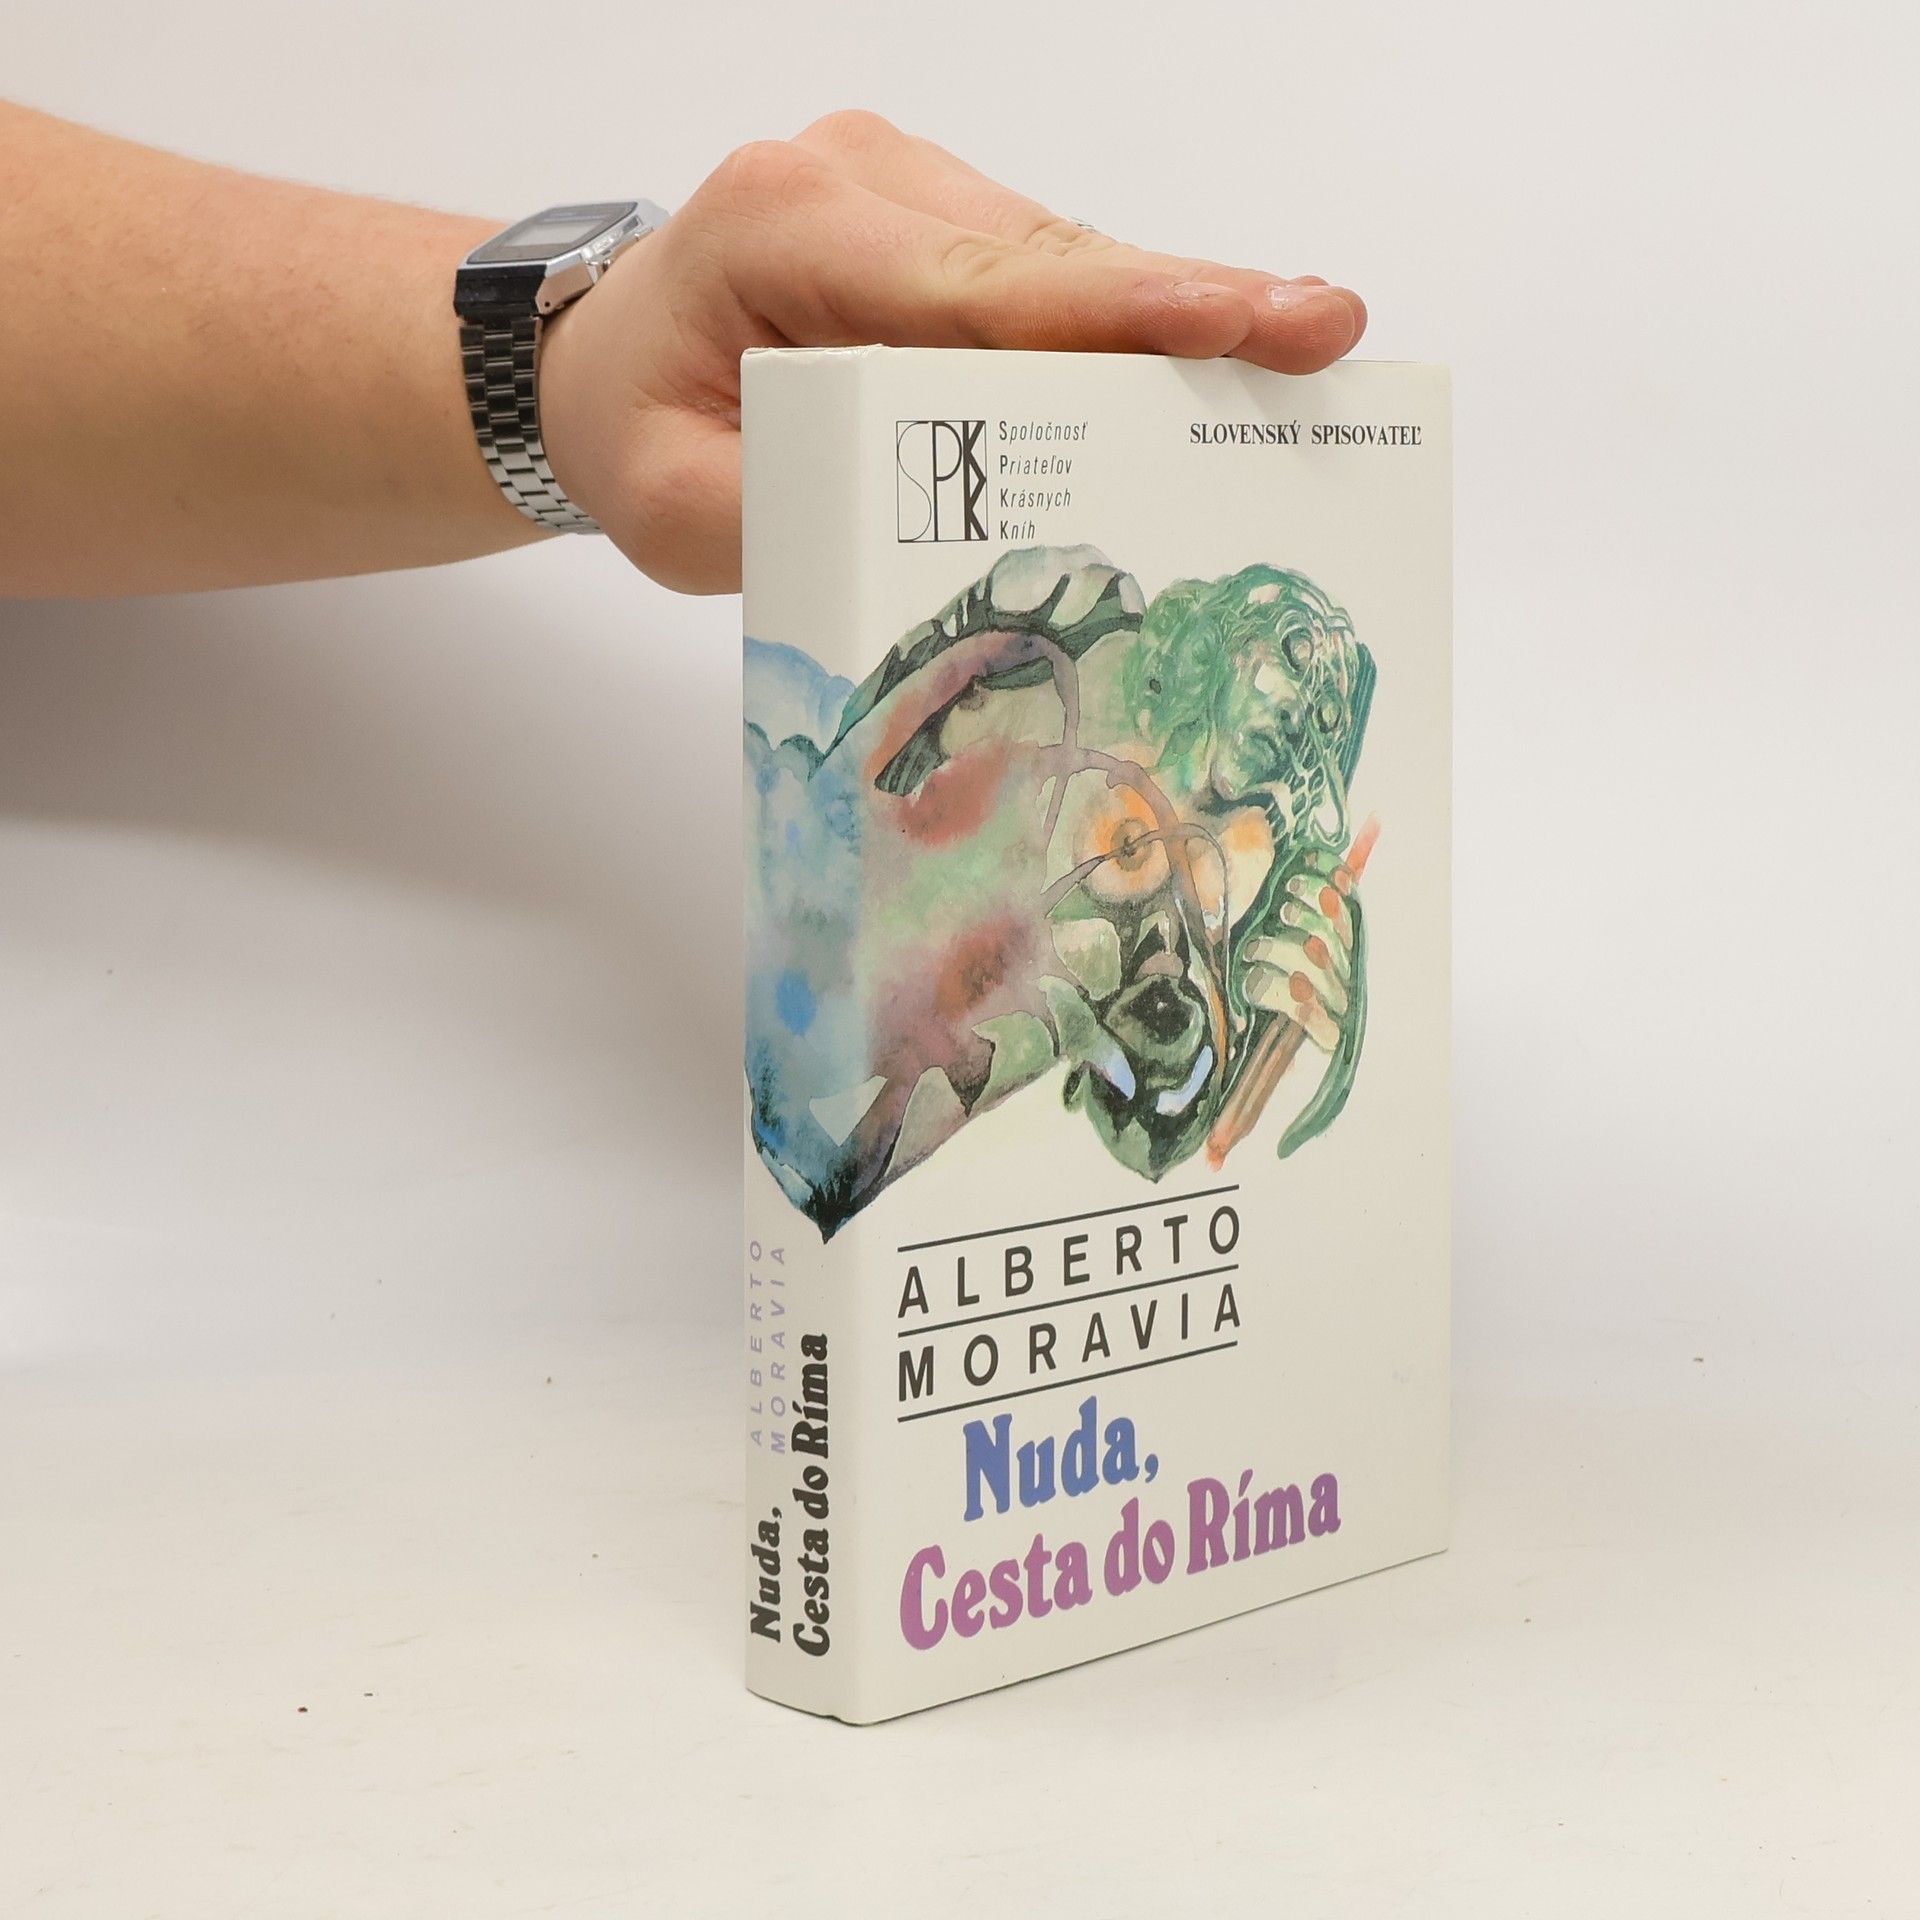 SPKK
Spoločnosť
Priateľov
Krásnych
Kníh
SLOVENSKÝ SPISOVATEĽ
ALBERTO
MORAVIA
Nuda,
Cesta do Ríma
ALBERTO
MORAVIA
Nuda,
Cesta do Ríma